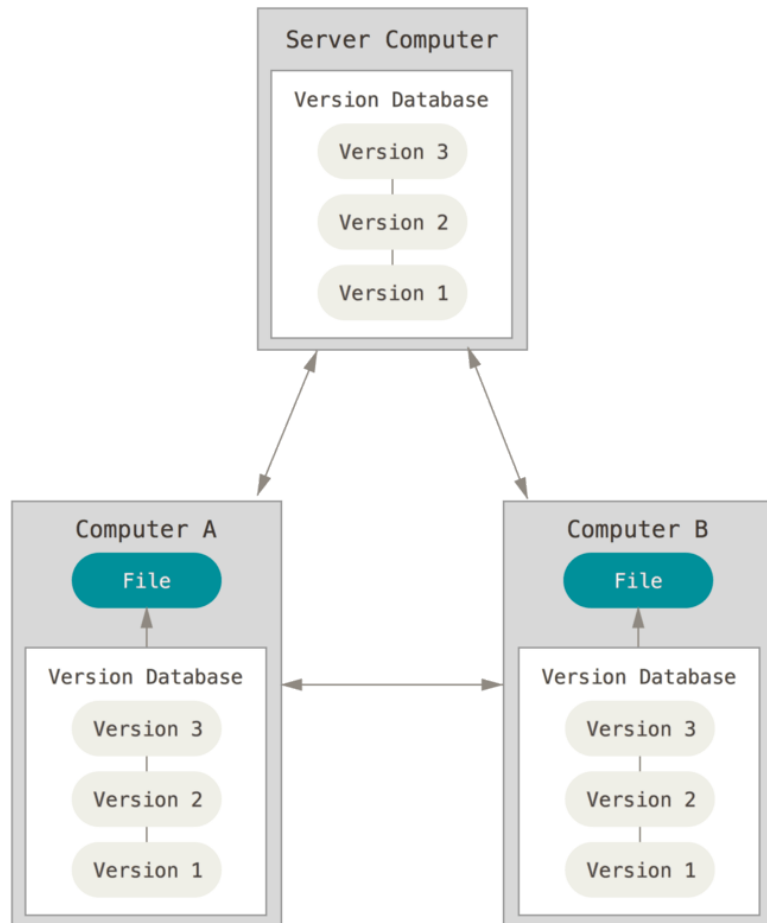 Server Computer
Version Database
Version 3
Version 2
Version 1
Computer A
File
Version Database
Version 3
Version 2
Version 1
Computer B
File
Version Database
Version 3
Version 2
Version 1